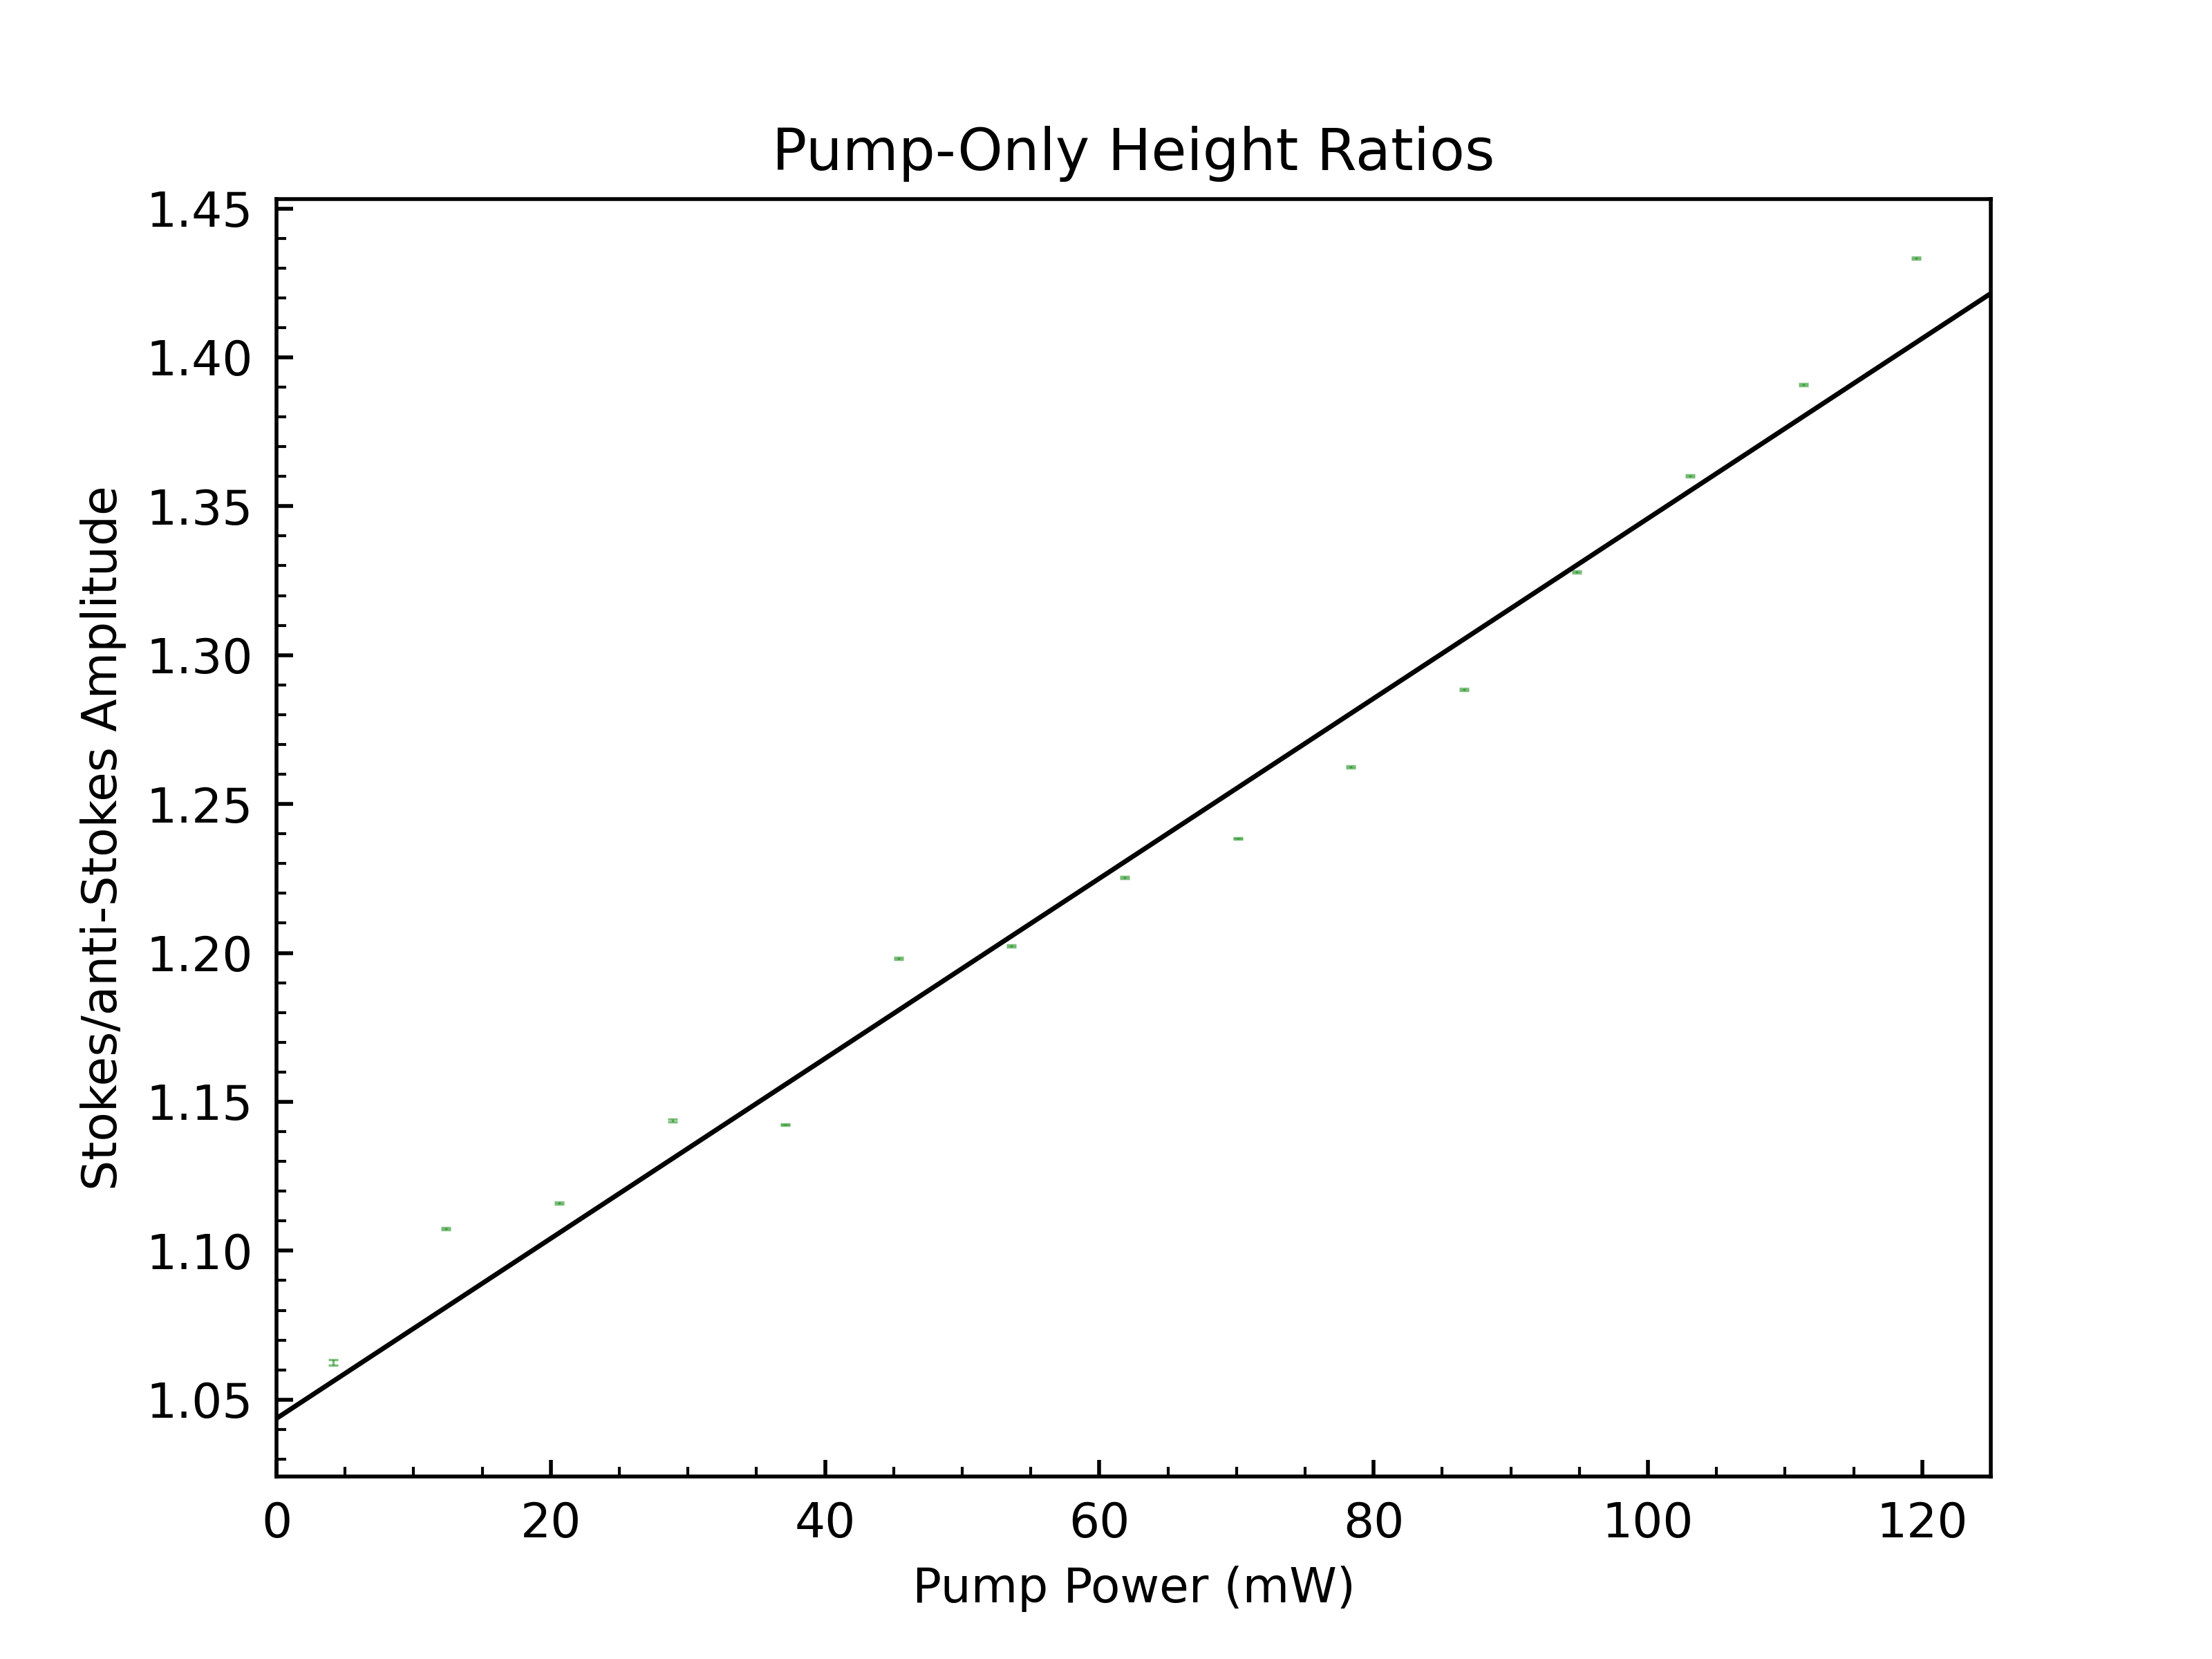 Pump-Only Height Ratios
1.45
1.40
1.35
1.30
1.25
1.20
1.15
1.10
1.05
Stokes/anti-Stokes Amplitude
0 20 40 60 80 100 120
Pump Power (mW)